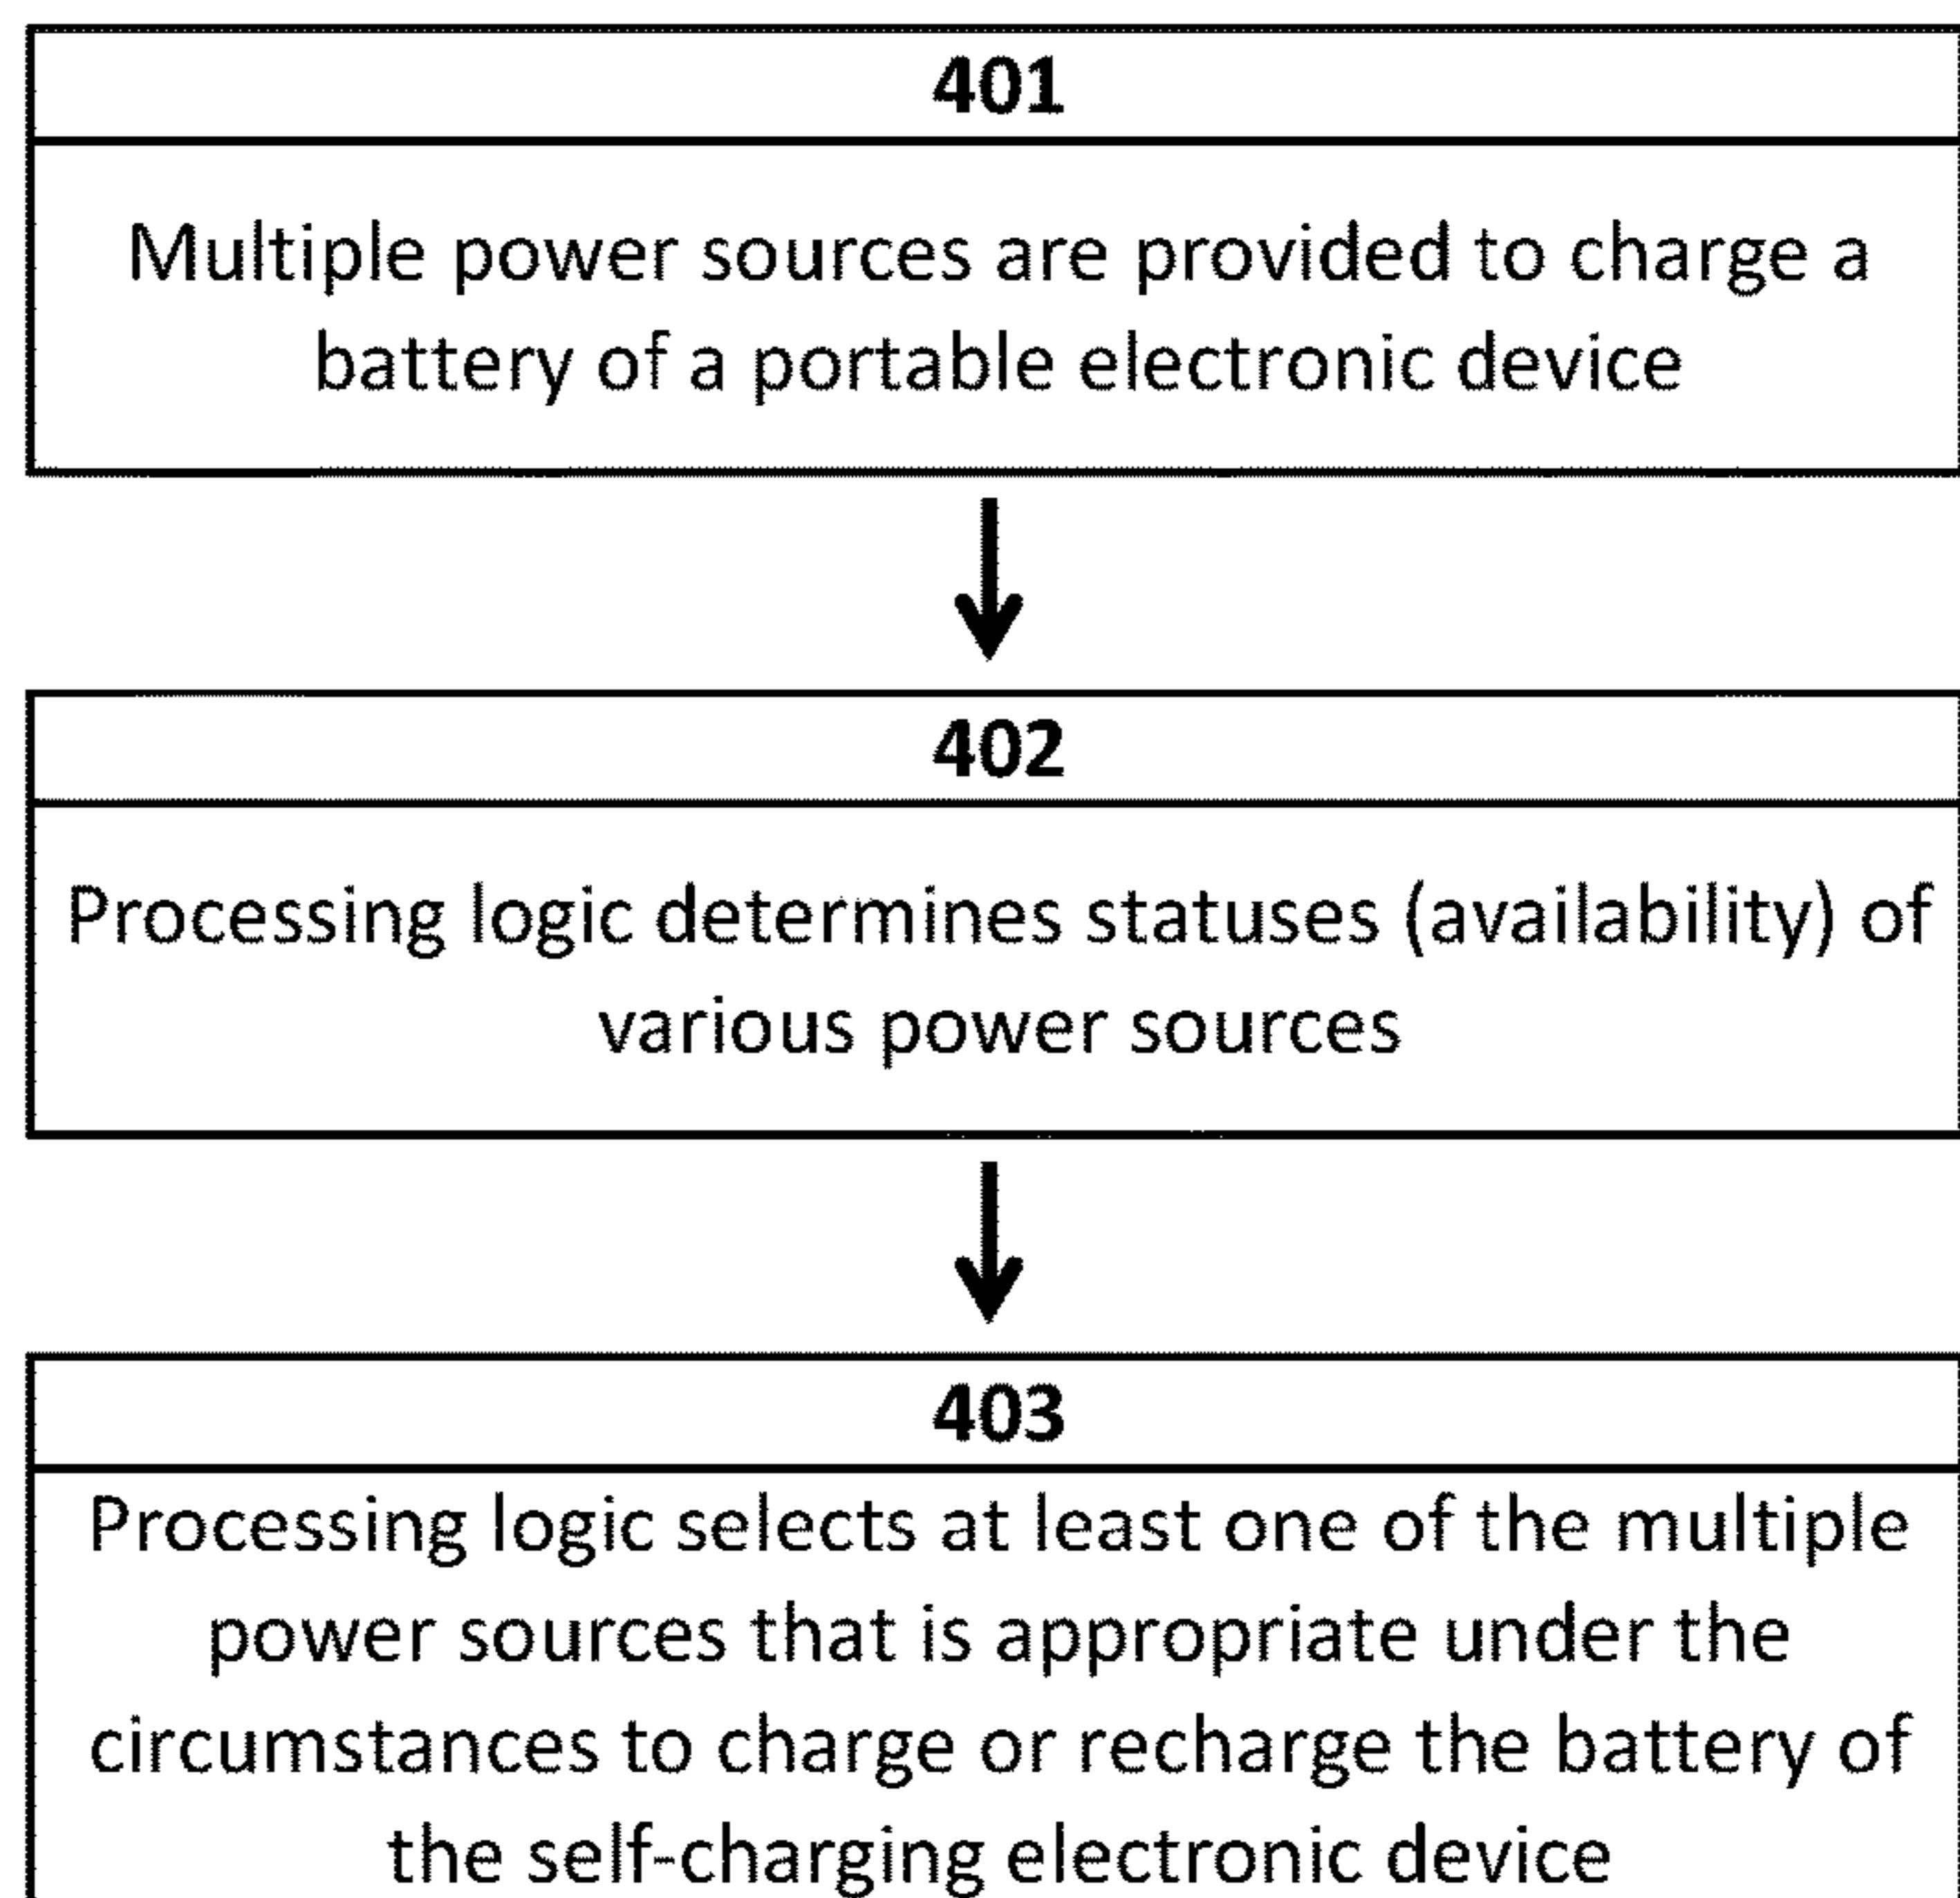 401
Multiple power sources are provided to charge a
battery of a portable electronic device
402
Processing logic determines statuses (availability) of
various power sources
403
Processing logic selects at least one of the multiple
power sources that is appropriate under the
circumstances to charge or recharge the battery of
the self-charging electronic device